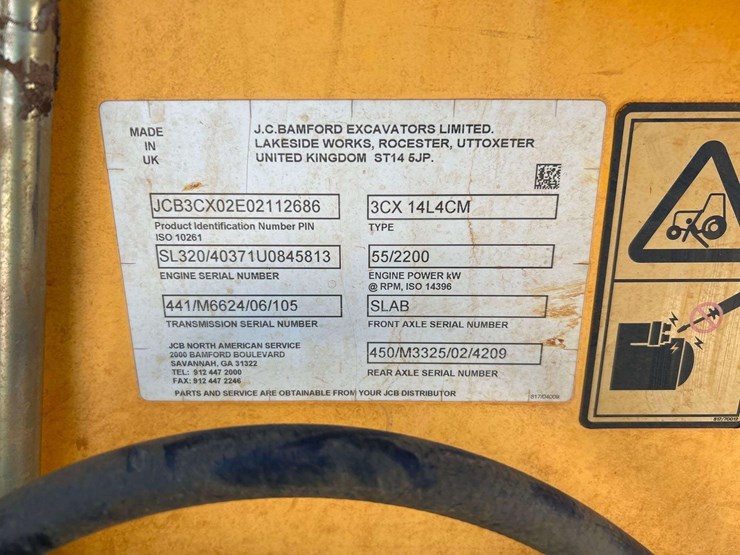 MADE
IN
UK
J.C.BAMFORD EXCAVATORS LIMITED.
LAKESIDE WORKS, ROCESTER, UTTOXETER
UNITED KINGDOM ST14 5JP.
JCB3CX02E02112686
Product Identification Number PIN
ISO 10261
3CX 14L4CM
TYPE
SL320/40371U0845813
ENGINE SERIAL NUMBER
55/2200
ENGINE POWER kW
@ RPM, ISO 14396
441/M6624/06/105
TRANSMISSION SERIAL NUMBER
SLAB
FRONT AXLE SERIAL NUMBER
JCB NORTH AMERICAN SERVICE
2000 BAMFORD BOULEVARD
SAVANNAH, GA 31322
TEL: 912 447 2000
FAX: 912 447 2246
450/M3325/02/4209
REAR AXLE SERIAL NUMBER
PARTS AND SERVICE ARE OBTAINABLE FROM YOUR JCB DISTRIBUTOR